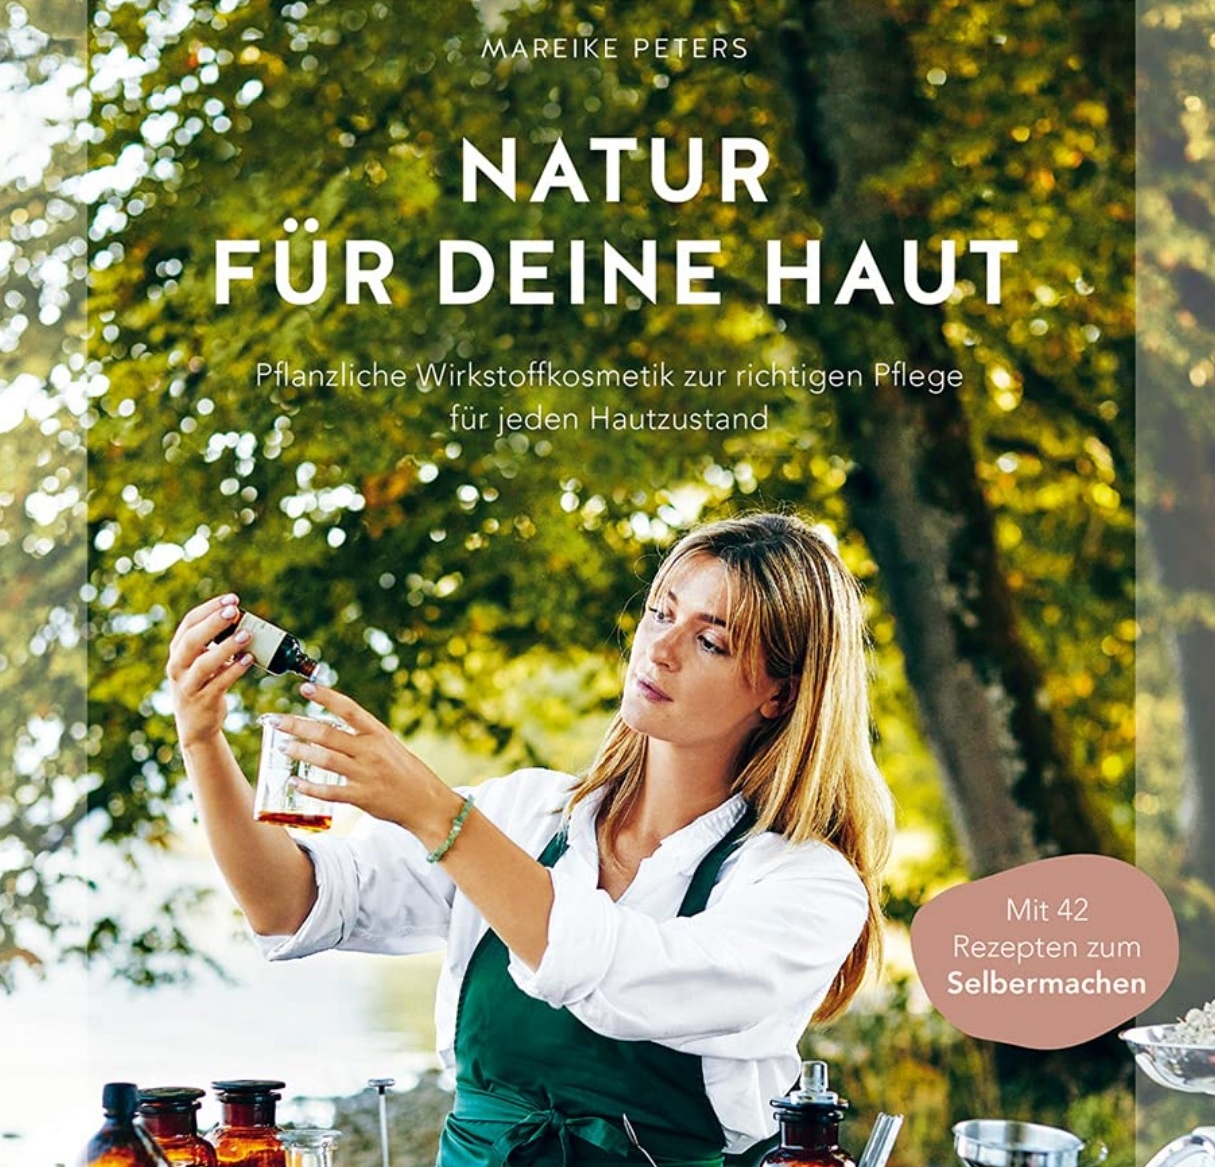 MAREIKE PETERS
NATUR
FÜR DEINE HAUT
Pflanzliche Wirkstoffkosmetik zur richtigen Pflege
für jeden Hautzustand
Mit 42
Rezepten zum
Selbermachen